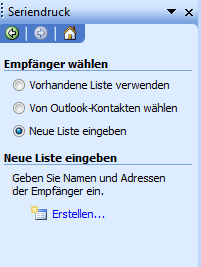 Seriendruck
Empfänger wählen
Vorhandene Liste verwenden
Von Outlook-Kontakten wählen
Neue Liste eingeben
Neue Liste eingeben
Geben Sie Namen und Adressen
der Empfänger ein.
Erstellen...